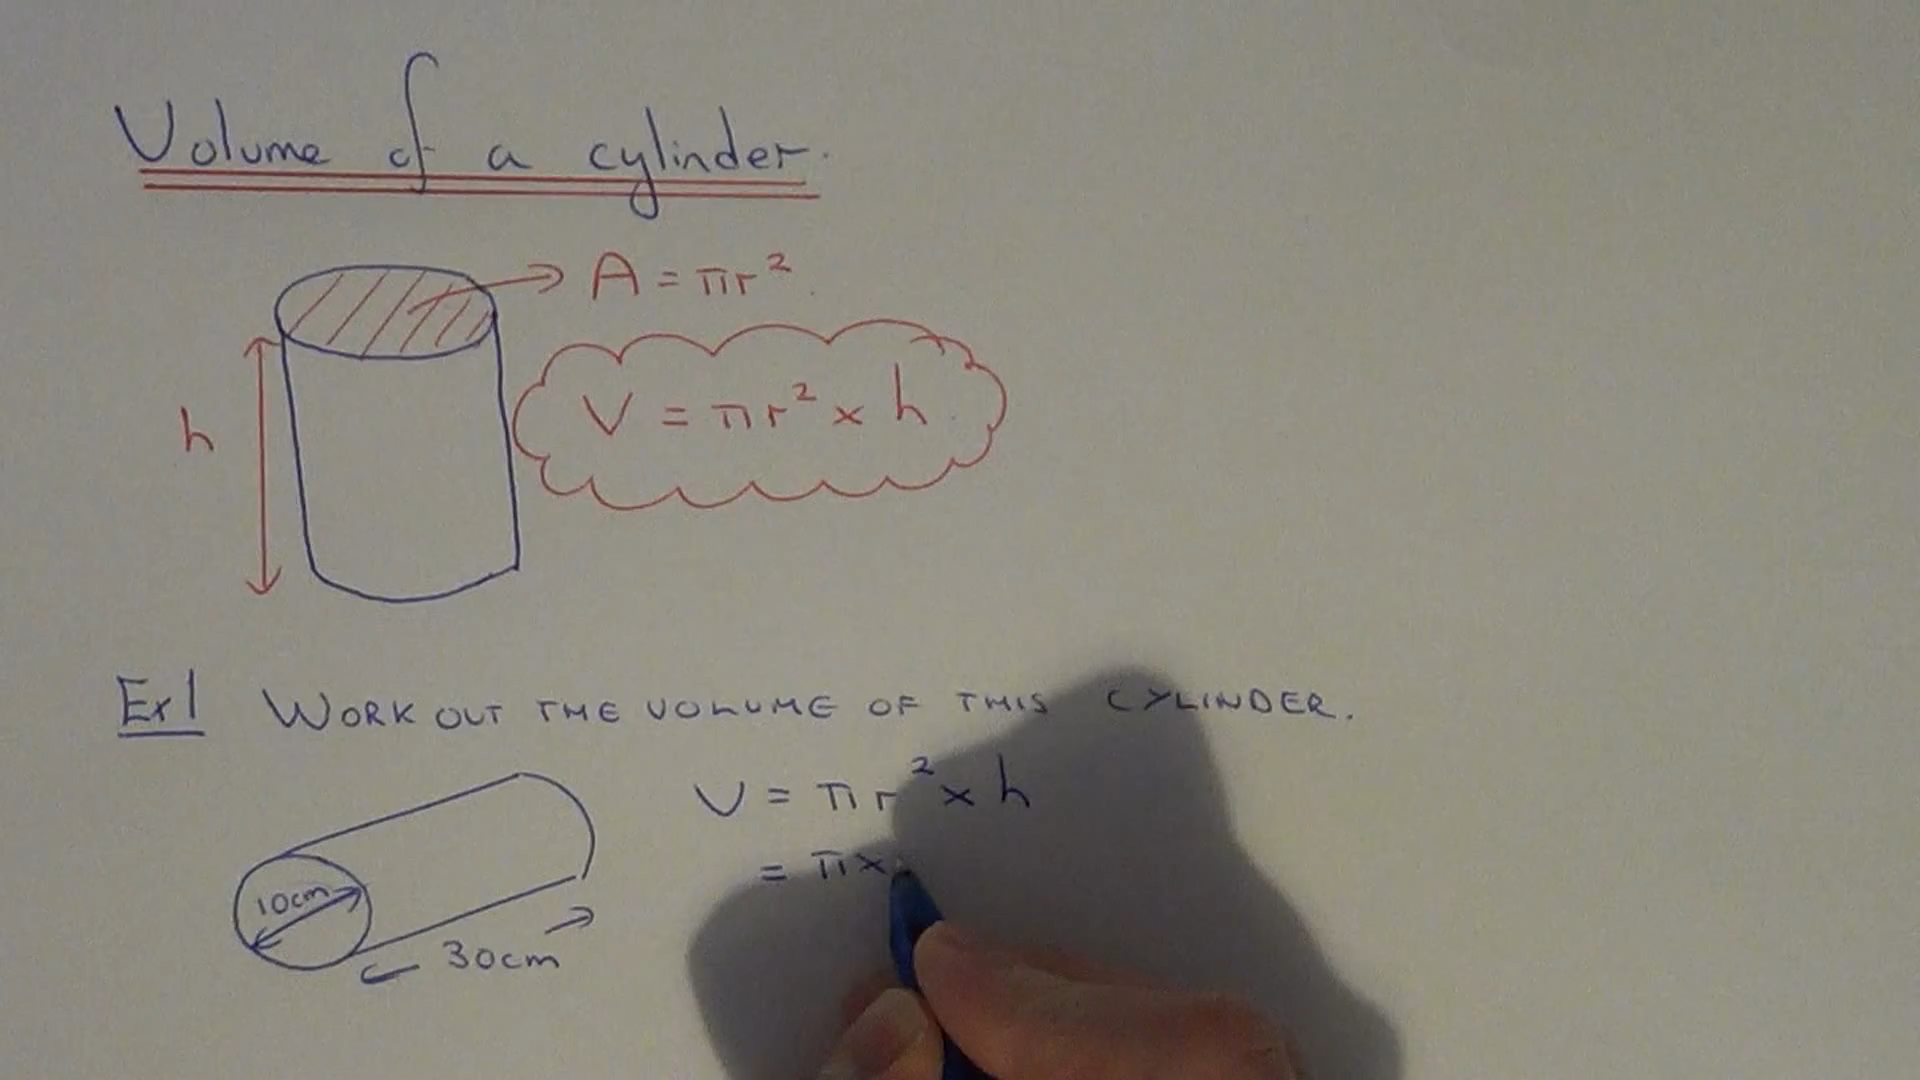 Volume of a cylinder.
A = πr²
h
V = πr² × h
Ex1 WORK OUT THE VOLUME OF THIS CYLINDER.
V = πr² × h
= π×
10cm
30cm